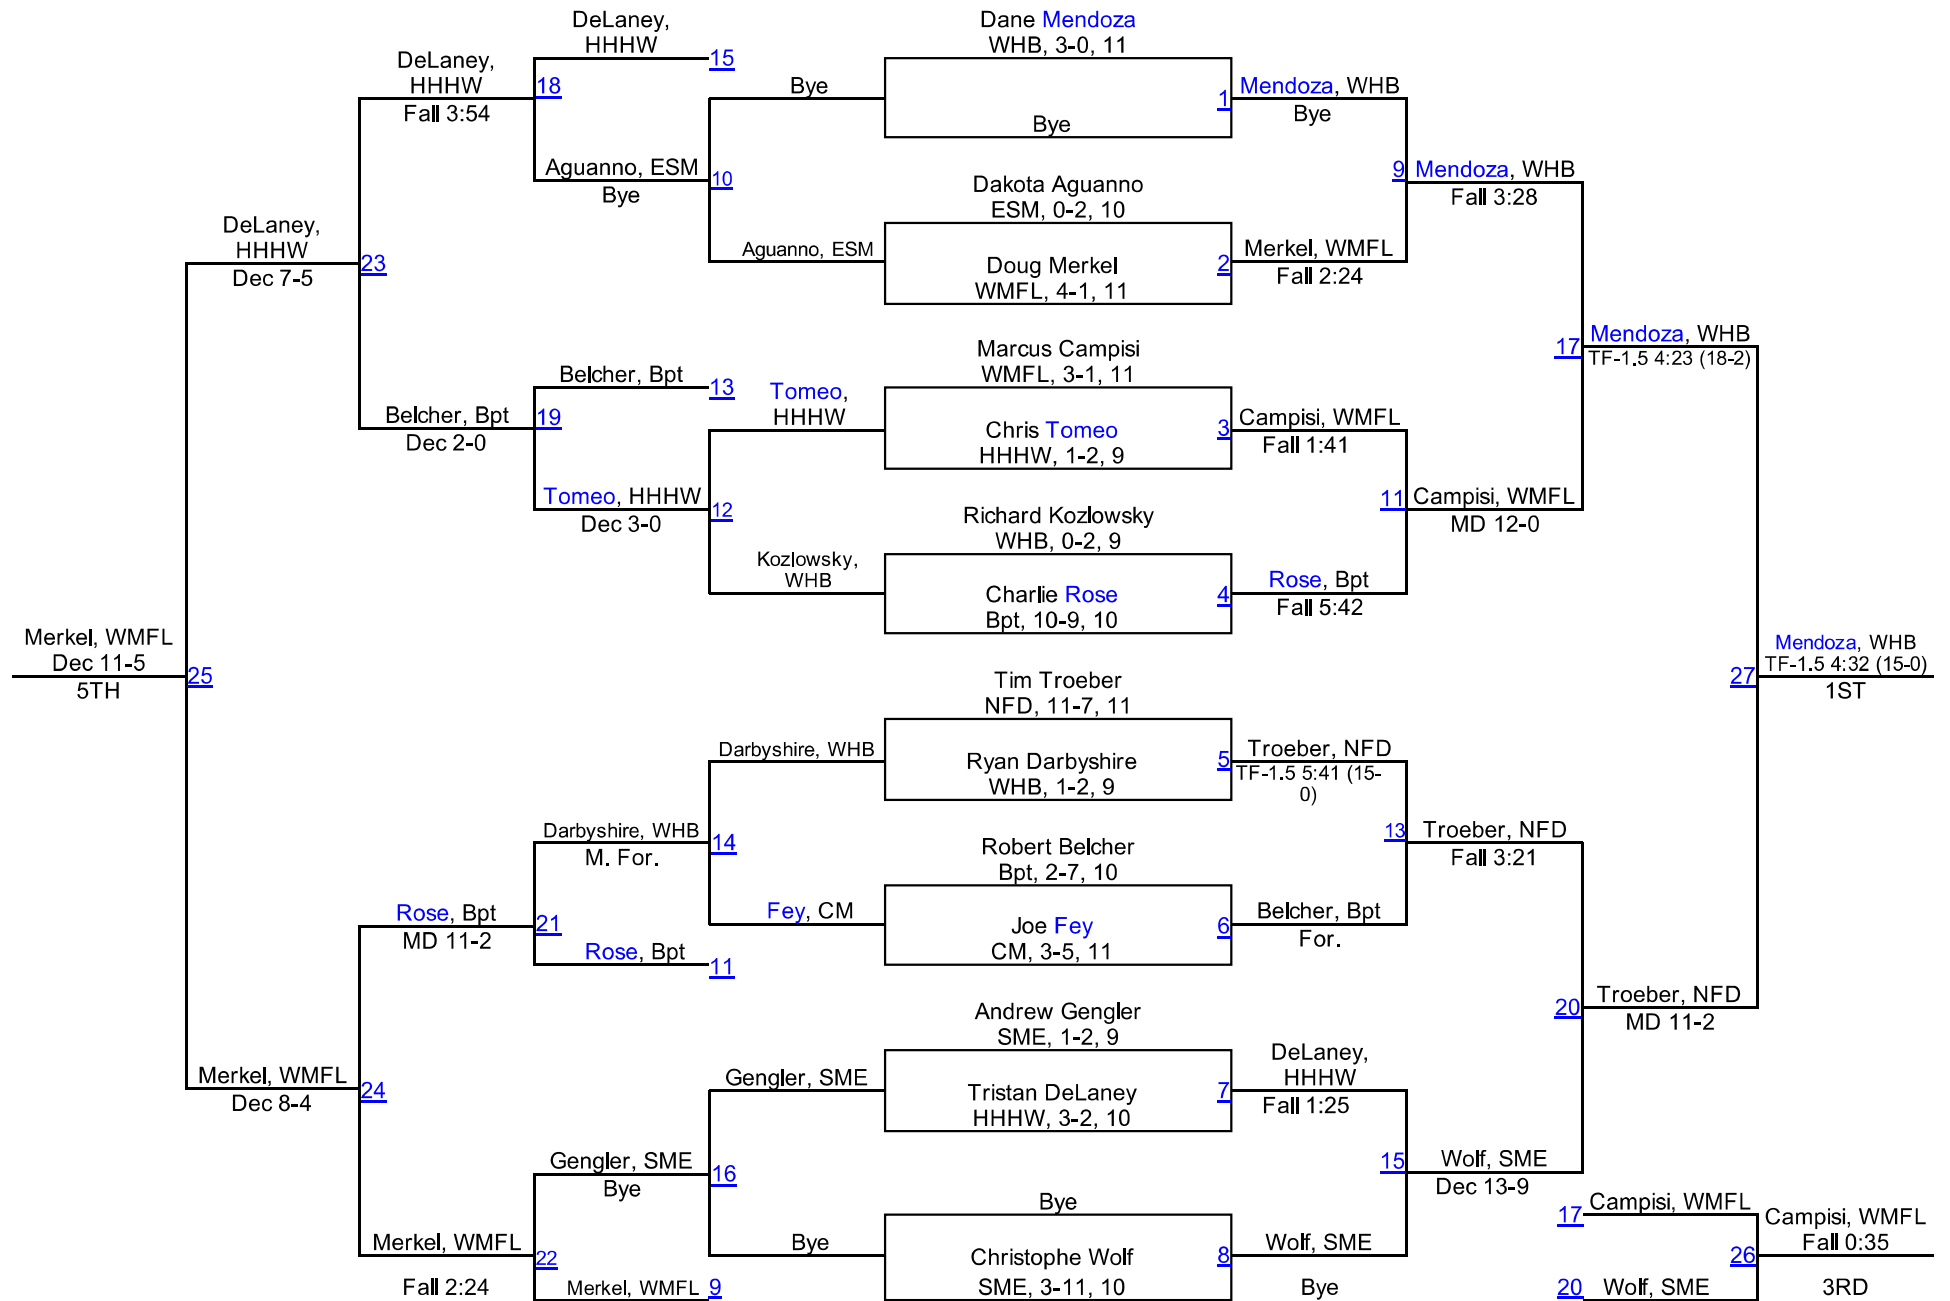 DeLaney,
HHHW
15
DeLaney,
HHHW
18
Fall 3:54
Bye
Aguanno, ESM
10
Bye
Aguanno, ESM
DeLaney,
HHHW
23
Dec 7-5
Belcher, Bpt
13
Belcher, Bpt
19
Dec 2-0
Tomeo,
HHHW
Tomeo, HHHW
12
Dec 3-0
Kozlowsky,
WHB
Merkel, WMFL
Dec 11-5
25
5TH
Darbyshire, WHB
Darbyshire, WHB
14
M. For.
Fey, CM
Rose, Bpt
21
MD 11-2
Rose, Bpt
11
Merkel, WMFL
24
Dec 8-4
Gengler, SME
Gengler, SME
16
Bye
Bye
Merkel, WMFL
22
Fall 2:24
Merkel, WMFL
9
Dane Mendoza
WHB, 3-0, 11
1
Bye
Dakota Aguanno
ESM, 0-2, 10
Doug Merkel
2
WMFL, 4-1, 11
Marcus Campisi
WMFL, 3-1, 11
Chris Tomeo
3
HHHW, 1-2, 9
Richard Kozlowsky
WHB, 0-2, 9
Charlie Rose
4
Bpt, 10-9, 10
Tim Troeber
NFD, 11-7, 11
Ryan Darbyshire
5
WHB, 1-2, 9
Robert Belcher
Bpt, 2-7, 10
Joe Fey
6
CM, 3-5, 11
Andrew Gengler
SME, 1-2, 9
Tristan DeLaney
7
HHHW, 3-2, 10
Bye
Christophe Wolf
8
SME, 3-11, 10
Mendoza, WHB
Bye
9
Mendoza, WHB
Fall 3:28
Merkel, WMFL
Fall 2:24
17
Mendoza, WHB
TF-1.5 4:23 (18-2)
Campisi, WMFL
Fall 1:41
11
Campisi, WMFL
MD 12-0
Rose, Bpt
Fall 5:42
27
Mendoza, WHB
TF-1.5 4:32 (15-0)
1ST
Troeber, NFD
TF-1.5 5:41 (15-
0)
13
Troeber, NFD
Fall 3:21
Belcher, Bpt
For.
20
Troeber, NFD
MD 11-2
DeLaney,
HHHW
Fall 1:25
15
Wolf, SME
Dec 13-9
Wolf, SME
Bye
17
Campisi, WMFL
26
Campisi, WMFL
Fall 0:35
3RD
20
Wolf, SME